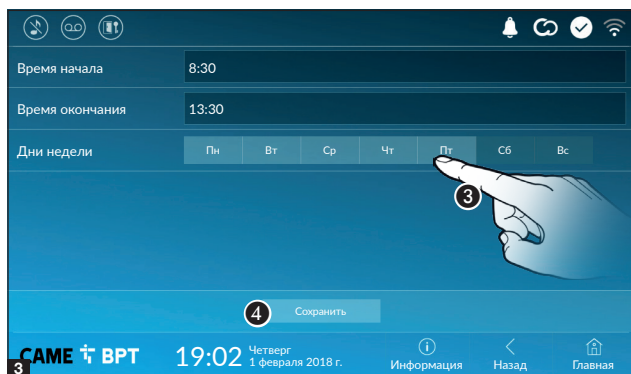 Время начала 8:30
Время окончания 13:30
Дни недели Пн Вт Ср Чт Пт Сб Вс
3
4 Сохранить
CAME BPT 19:02 Четверг
1 февраля 2018 г.
Информация Назад Главная
3